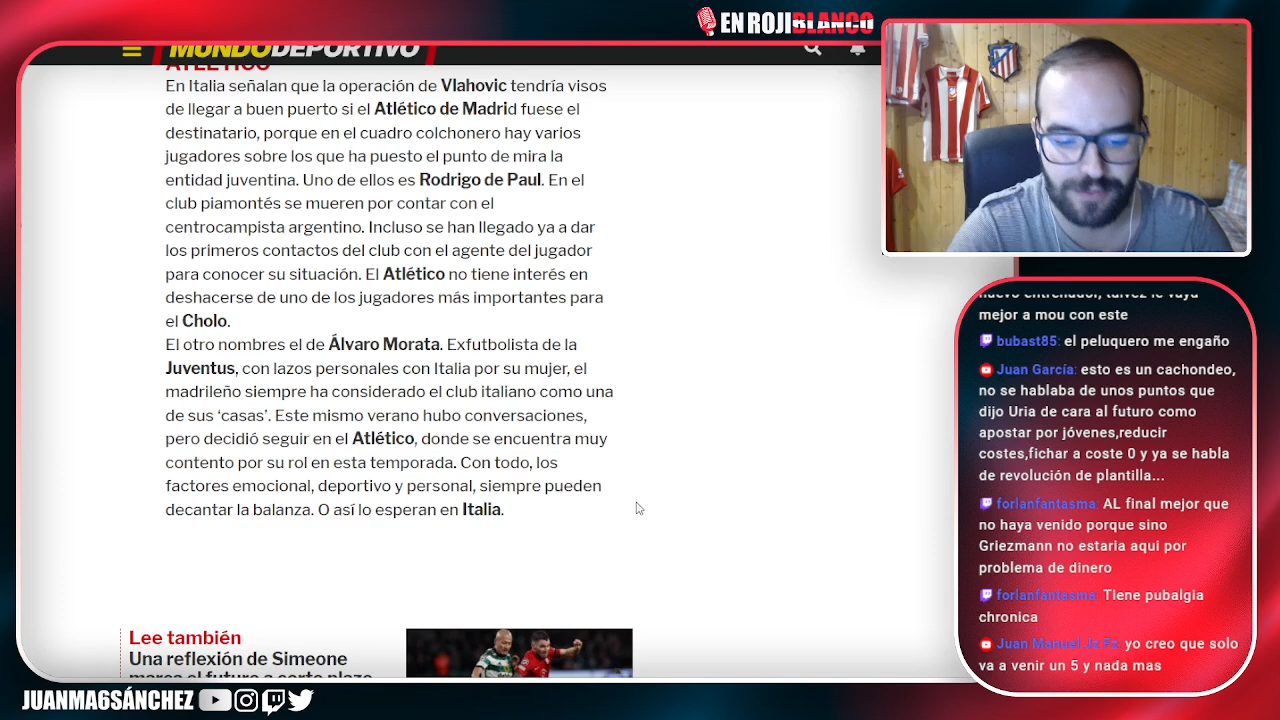 EN ROJIBLANCO
MUNDO DEPORTIVO
ATLÉTICO
En Italia señalan que la operación de Vlahovic tendría visos
de llegar a buen puerto si el Atlético de Madrid fuese el
destinatario, porque en el cuadro colchonero hay varios
jugadores sobre los que ha puesto el punto de mira la
entidad juventina. Uno de ellos es Rodrigo de Paul. En el
club piamontés se mueren por contar con el
centrocampista argentino. Incluso se han llegado ya a dar
los primeros contactos del club con el agente del jugador
para conocer su situación. El Atlético no tiene interés en
deshacerse de uno de los jugadores más importantes para
el Cholo.
El otro nombres el de Álvaro Morata. Exfutbolista de la
Juventus, con lazos personales con Italia por su mujer, el
madrileño siempre ha considerado el club italiano como una
de sus ‘casas’. Este mismo verano hubo conversaciones,
pero decidió seguir en el Atlético, donde se encuentra muy
contento por su rol en esta temporada. Con todo, los
factores emocional, deportivo y personal, siempre pueden
decantar la balanza. O así lo esperan en Italia.
Lee también
Una reflexión de Simeone
marca el futuro a corto plazo
nuevo entrenador, talvez le vaya
mejor a mou con este
bubast85: el peluquero me engaño
Juan García: esto es un cachondeo,
no se hablaba de unos puntos que
dijo Uria de cara al futuro como
apostar por jóvenes,reducir
costes,fichar a coste 0 y ya se habla
de revolución de plantilla...
forlanfantasma: AL final mejor que
no haya venido porque sino
Griezmann no estaria aqui por
problema de dinero
forlanfantasma: Tiene pubalgia
chronica
Juan Manuel Jz Fz: yo creo que solo
va a venir un 5 y nada mas
JUANMA6SÁNCHEZ